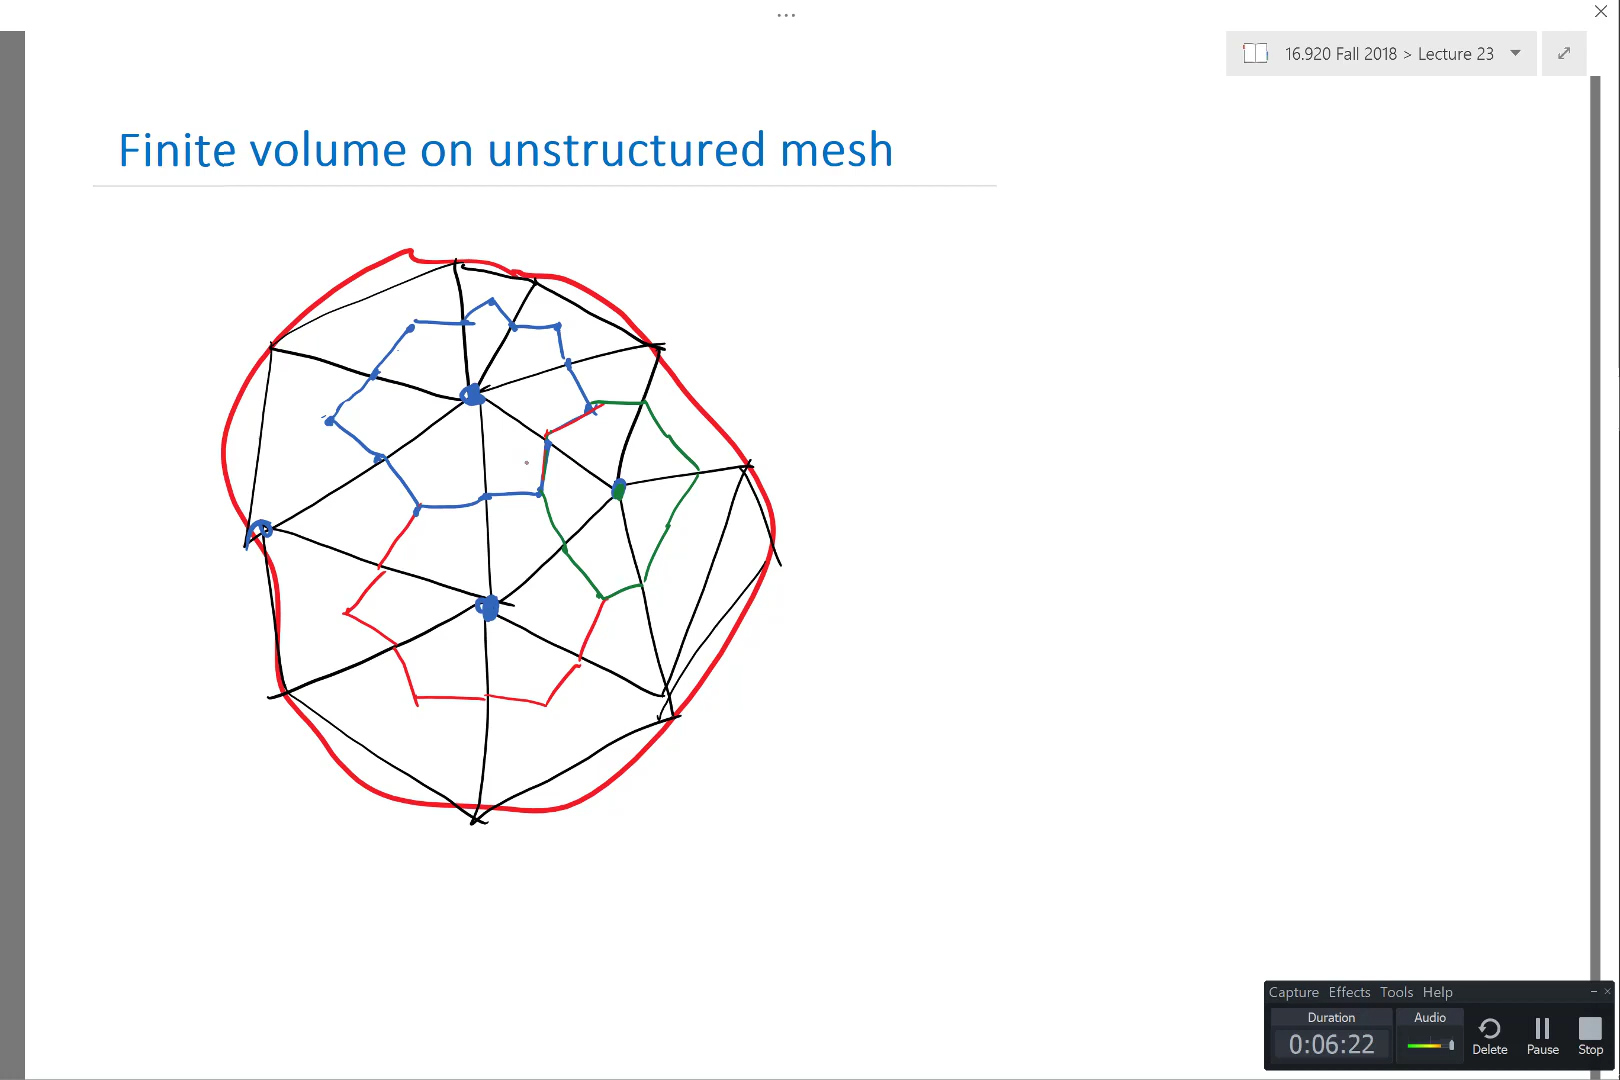 ...
16.920 Fall 2018 > Lecture 23
Finite volume on unstructured mesh
Capture Effects Tools Help
Duration Audio
0:06:22 Delete Pause Stop